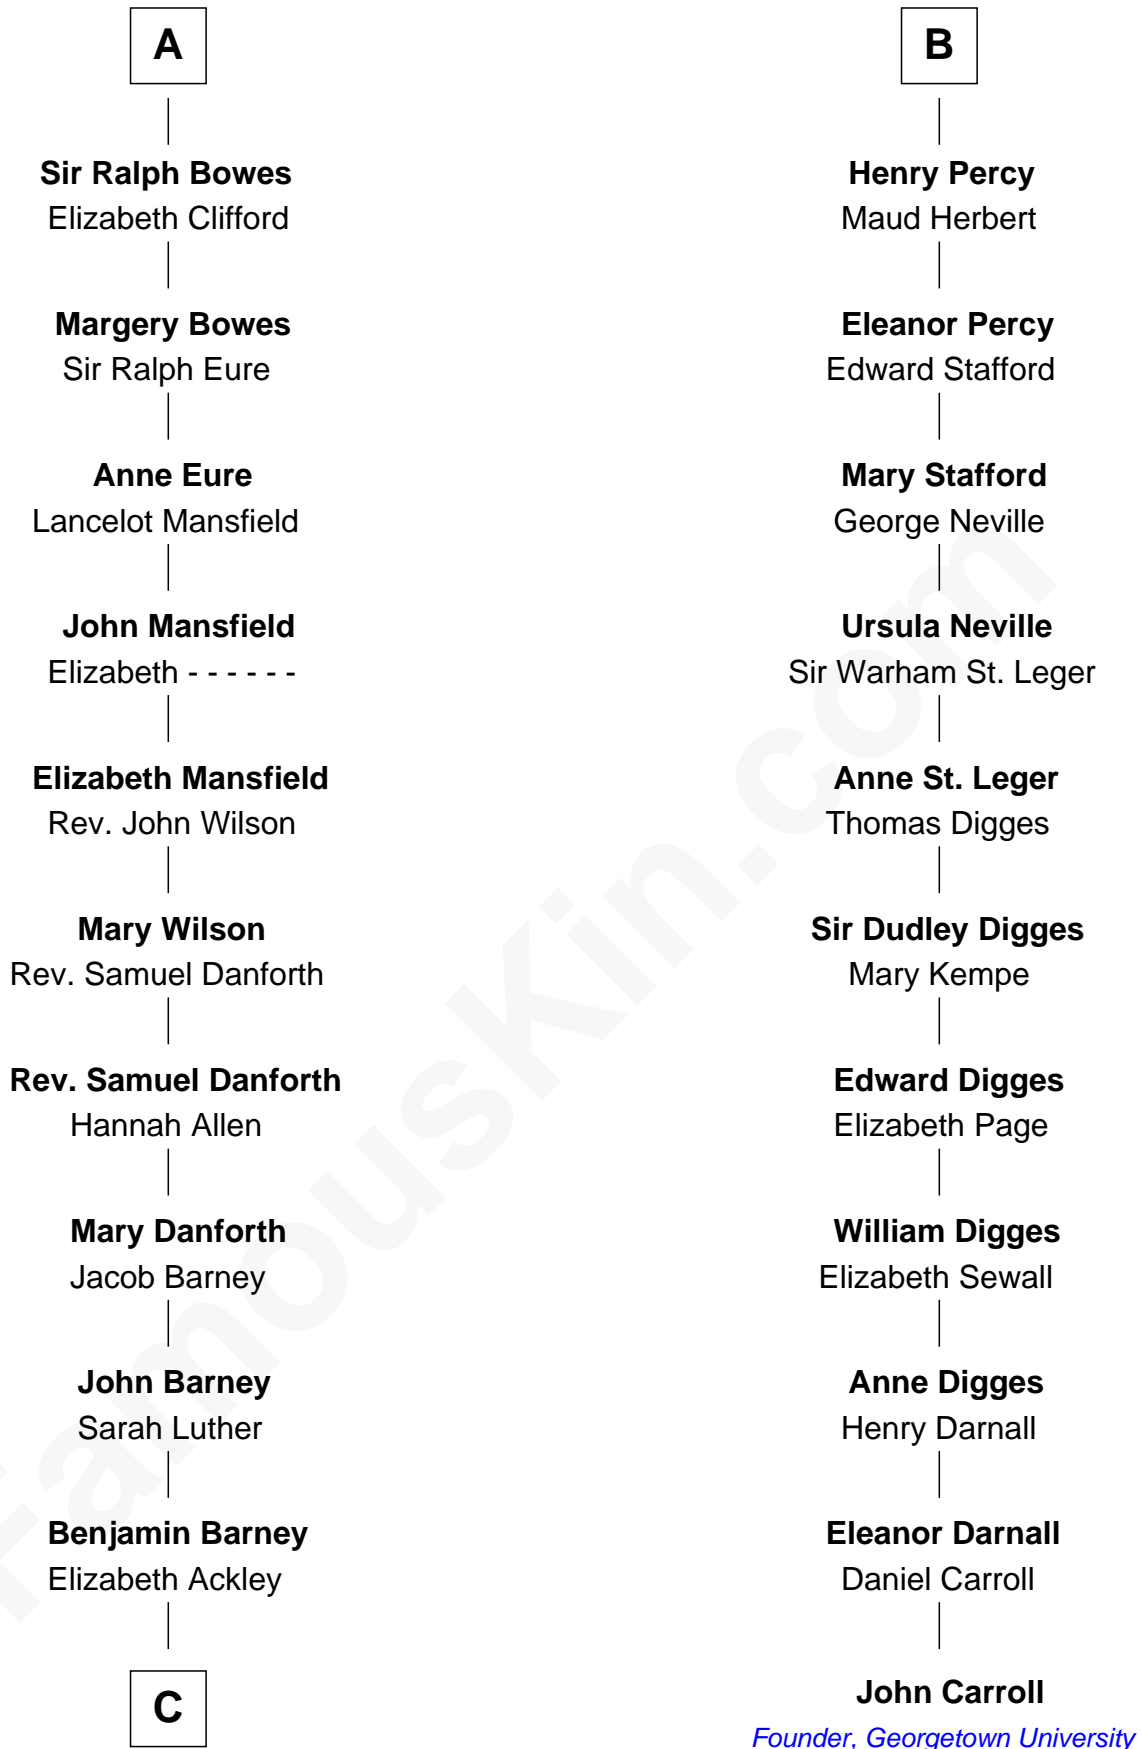 A
Sir Ralph Bowes
Elizabeth Clifford
Margery Bowes
Sir Ralph Eure
Anne Eure
Lancelot Mansfield
John Mansfield
Elizabeth - - - - - -
Elizabeth Mansfield
Rev. John Wilson
Mary Wilson
Rev. Samuel Danforth
Rev. Samuel Danforth
Hannah Allen
Mary Danforth
Jacob Barney
John Barney
Sarah Luther
Benjamin Barney
Elizabeth Ackley
C
B
Henry Percy
Maud Herbert
Eleanor Percy
Edward Stafford
Mary Stafford
George Neville
Ursula Neville
Sir Warham St. Leger
Anne St. Leger
Thomas Digges
Sir Dudley Digges
Mary Kempe
Edward Digges
Elizabeth Page
William Digges
Elizabeth Sewall
Anne Digges
Henry Darnall
Eleanor Darnall
Daniel Carroll
John Carroll
Founder, Georgetown University
FamousKin.com